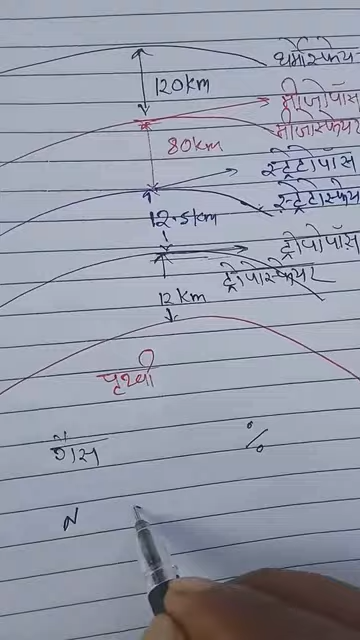 थर्मोस्फेयर
120km
मीजोपॉस
मीजोस्फेयर
80km
स्ट्रेटोपॉस
स्ट्रेटोस्फेयर
12.5km
ट्रोपोपॉस
ट्रोपोस्फेयर
12km
पृथ्वी
गैस %
N